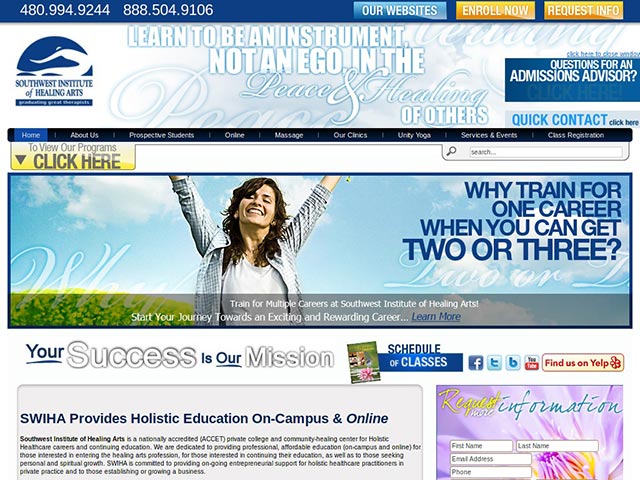 480.994.9244 888.504.9106
OUR WEBSITES
ENROLL NOW
REQUEST INFO
LEARN TO BE AN INSTRUMENT,
NOT AN EGO, IN THE
Peace & Healing
OF OTHERS
click here to close window
QUESTIONS FOR AN
ADMISSIONS ADVISOR?
CLICK HERE!
SOUTHWEST INSTITUTE
of HEALING ARTS
graduating great therapists
QUICK CONTACT click here
Home
About Us
Prospective Students
Online
Massage
Our Clinics
Unity Yoga
Services & Events
Class Registration
To View Our Programs
CLICK HERE
search...
WHY TRAIN FOR
ONE CAREER
WHEN YOU CAN GET
TWO OR THREE?
Why
Two or
Train for Multiple Careers at Southwest Institute of Healing Arts!
Start Your Journey Towards an Exciting and Rewarding Career... Learn More
Your Success Is Our Mission
SCHEDULE
OF CLASSES
You
Tube
Find us on Yelp
SWIHA Provides Holistic Education On-Campus & Online
Southwest Institute of Healing Arts is a nationally accredited (ACCET) private college and community-healing center for Holistic
Healthcare careers and continuing education. We are dedicated to providing professional, affordable education (on-campus and online) for
those interested in entering the healing arts profession, for those interested in continuing their education, as well as to those seeking
personal and spiritual growth. SWIHA is committed to providing on-going entrepreneurial support for holistic healthcare practitioners in
private practice and to those establishing or growing a business.
Request
more
information
First Name
Last Name
Email Address
Phone